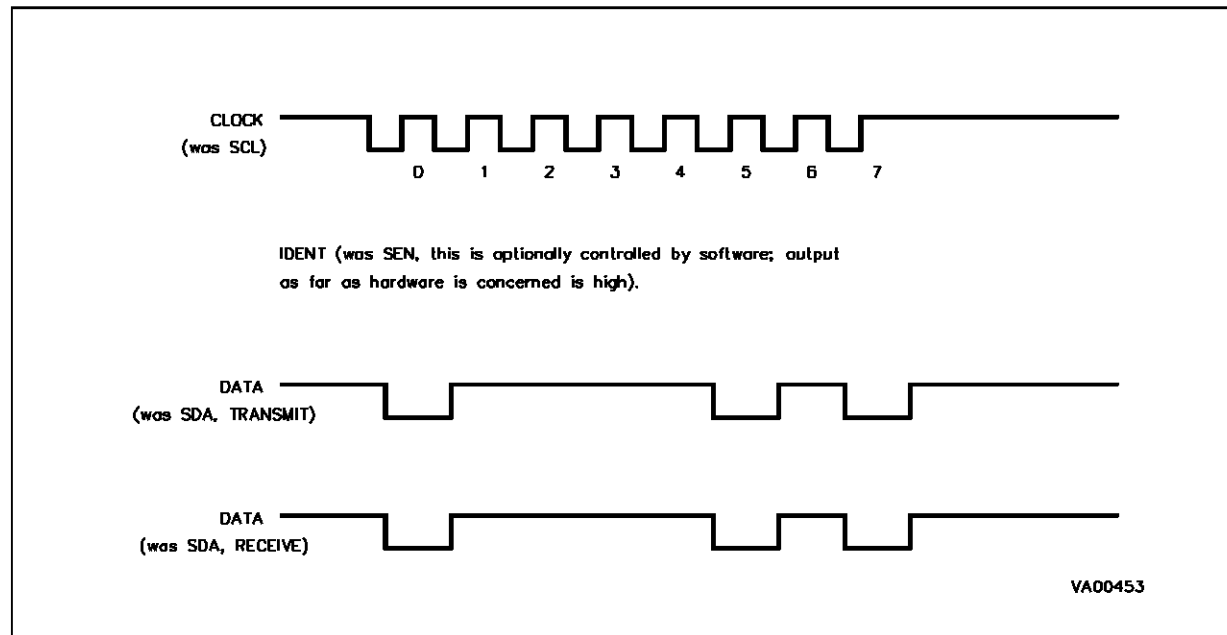 CLOCK
(was SCL)
0 1 2 3 4 5 6 7
IDENT (was SEN, this is optionally controlled by software; output
as far as hardware is concerned is high).
DATA
(was SDA, TRANSMIT)
DATA
(was SDA, RECEIVE)
VA00453